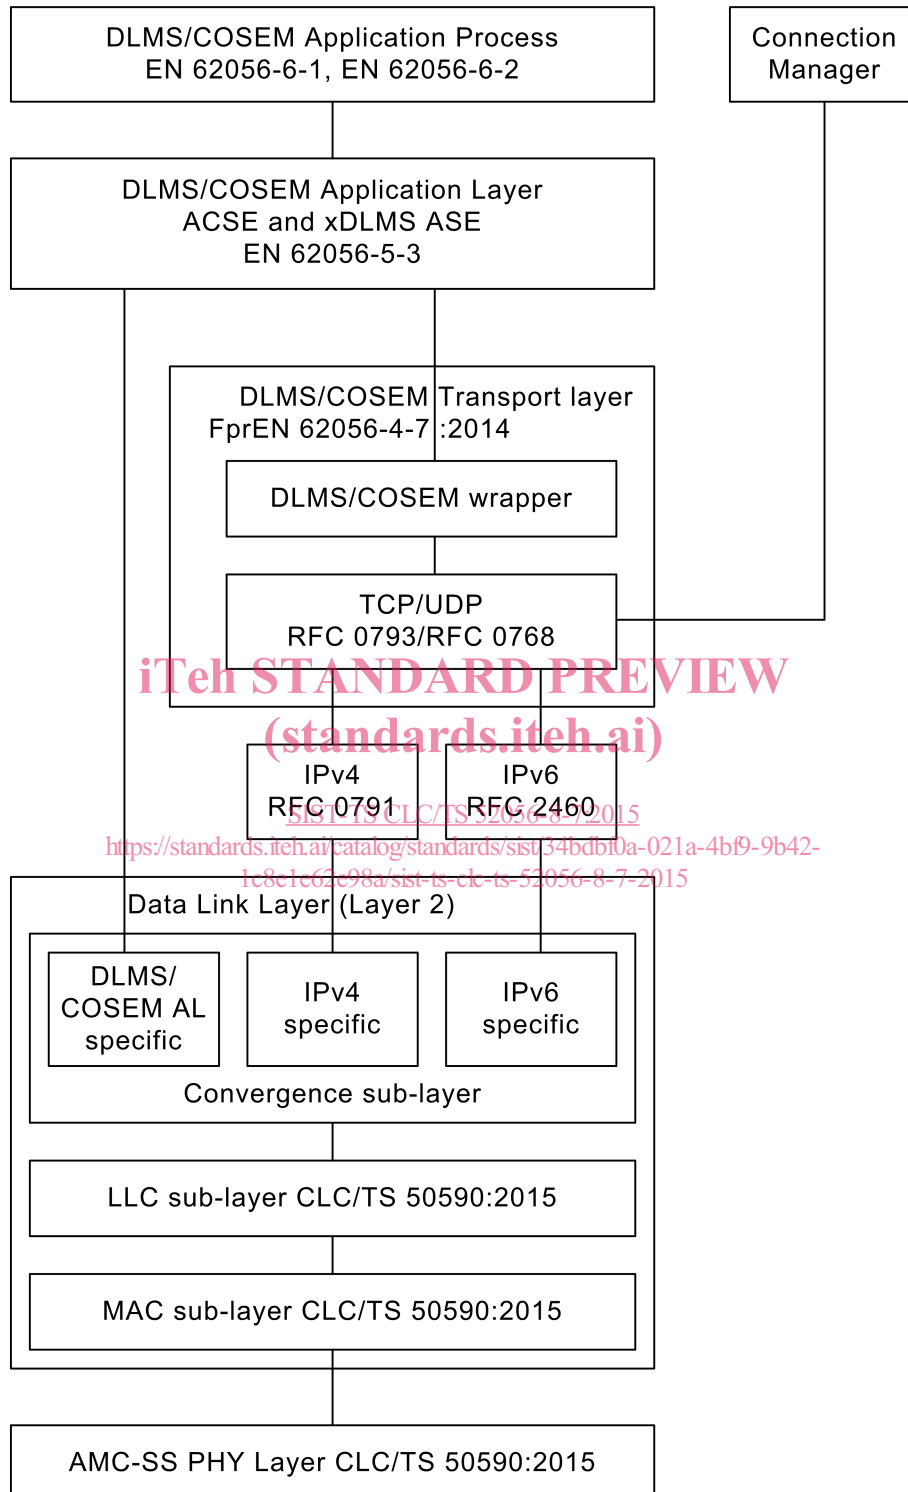 DLMS/COSEM Application Process
EN 62056-6-1, EN 62056-6-2
Connection
Manager
DLMS/COSEM Application Layer
ACSE and xDLMS ASE
EN 62056-5-3
DLMS/COSEM Transport layer
FprEN 62056-4-7 :2014
DLMS/COSEM wrapper
TCP/UDP
RFC 0793/RFC 0768
iTeh STANDARD PREVIEW
(standards.iteh.ai)
IPv4
RFC 0791
IPv6
RFC 2460
SIST-TS CLC/TS 52056-8-7:2015
https://standards.iteh.ai/catalog/standards/sist/34bdbf0a-021a-4bf9-9b42-
1c8e1c62e98a/sist-ts-clc-ts-52056-8-7-2015
Data Link Layer (Layer 2)
DLMS/
COSEM AL
specific
IPv4
specific
IPv6
specific
Convergence sub-layer
LLC sub-layer CLC/TS 50590:2015
MAC sub-layer CLC/TS 50590:2015
AMC-SS PHY Layer CLC/TS 50590:2015